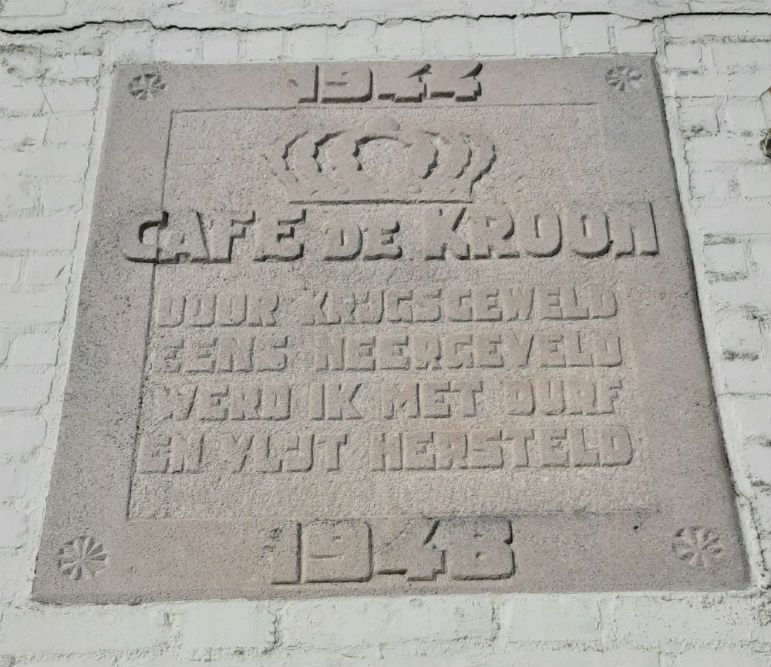 1944
CAFE DE KROON
DOOR KRIJGSGEWELD
EENS NEERGEVELD
WERD IK MET DURF
EN VLIJT HERSTELD
1948